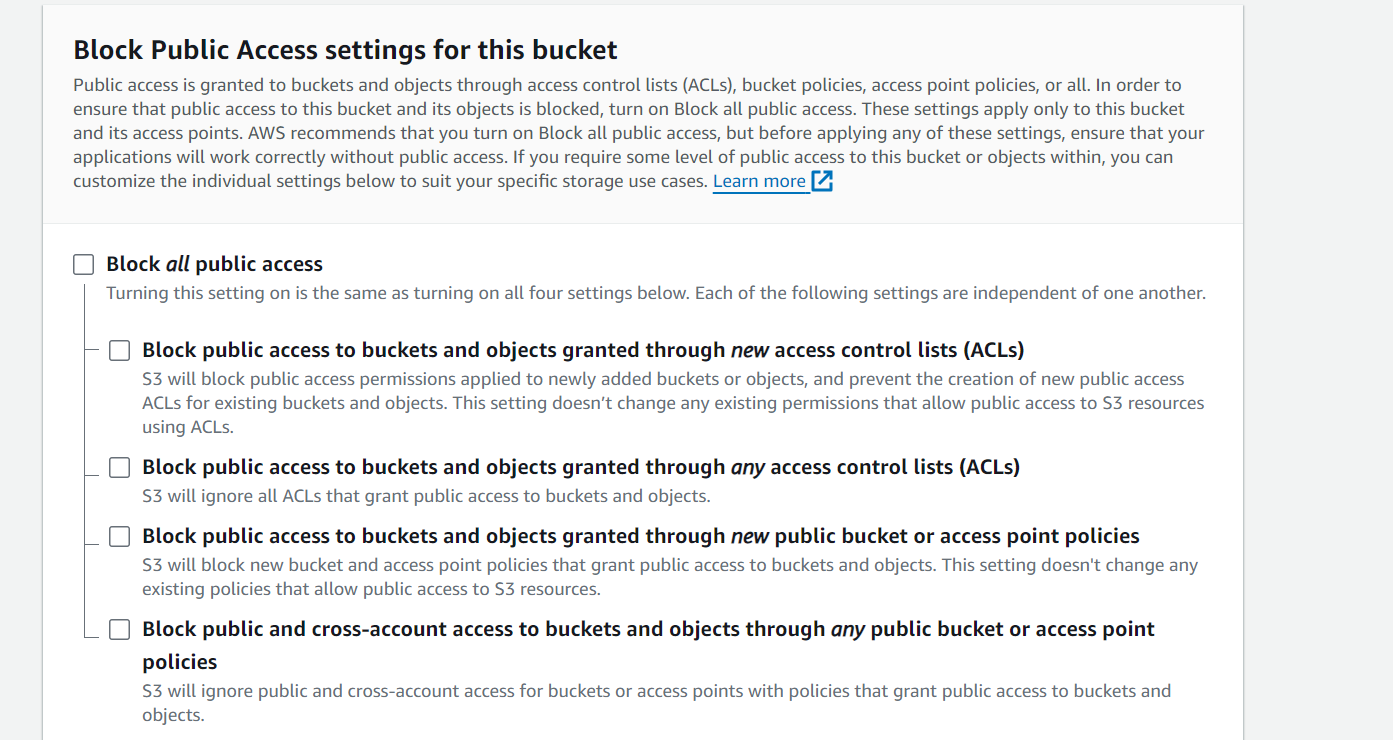 Block Public Access settings for this bucket
Public access is granted to buckets and objects through access control lists (ACLs), bucket policies, access point policies, or all. In order to
ensure that public access to this bucket and its objects is blocked, turn on Block all public access. These settings apply only to this bucket
and its access points. AWS recommends that you turn on Block all public access, but before applying any of these settings, ensure that your
applications will work correctly without public access. If you require some level of public access to this bucket or objects within, you can
customize the individual settings below to suit your specific storage use cases. Learn more
Block all public access
Turning this setting on is the same as turning on all four settings below. Each of the following settings are independent of one another.
Block public access to buckets and objects granted through new access control lists (ACLs)
S3 will block public access permissions applied to newly added buckets or objects, and prevent the creation of new public access
ACLs for existing buckets and objects. This setting doesn’t change any existing permissions that allow public access to S3 resources
using ACLs.
Block public access to buckets and objects granted through any access control lists (ACLs)
S3 will ignore all ACLs that grant public access to buckets and objects.
Block public access to buckets and objects granted through new public bucket or access point policies
S3 will block new bucket and access point policies that grant public access to buckets and objects. This setting doesn't change any
existing policies that allow public access to S3 resources.
Block public and cross-account access to buckets and objects through any public bucket or access point
policies
S3 will ignore public and cross-account access for buckets or access points with policies that grant public access to buckets and
objects.